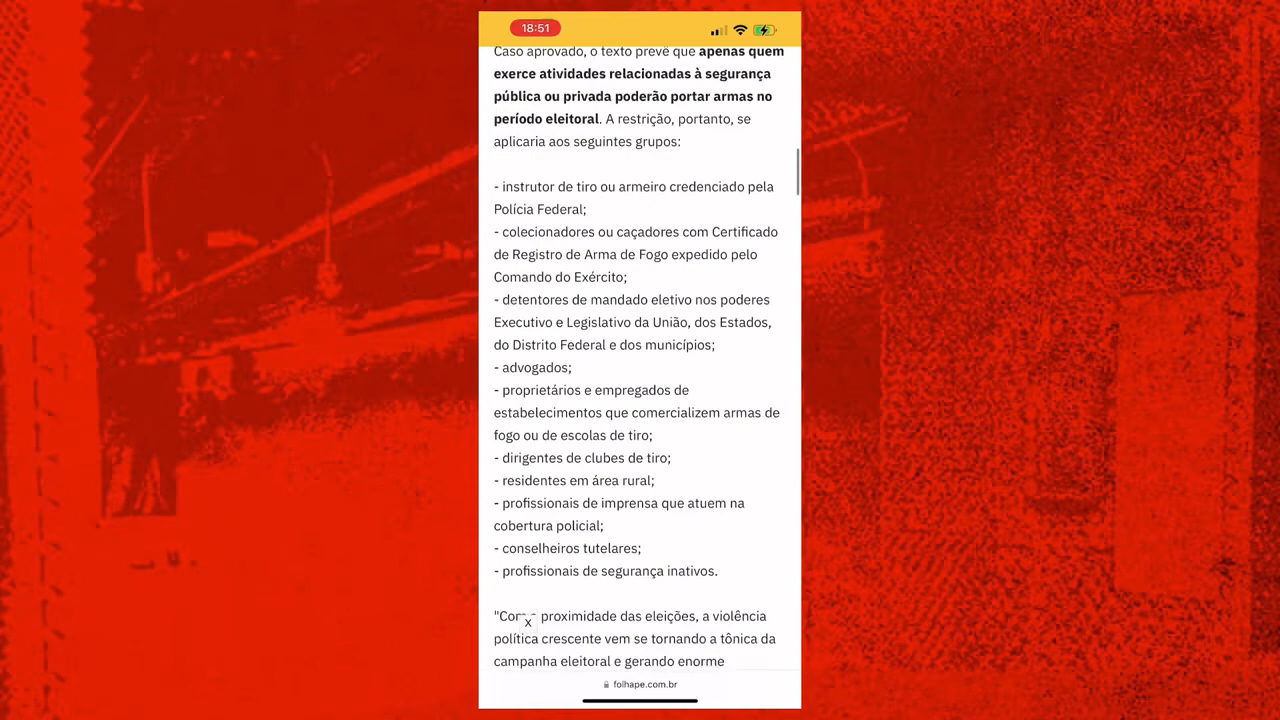 18:51
Caso aprovado, o texto prevê que apenas quem
exerce atividades relacionadas à segurança
pública ou privada poderão portar armas no
período eleitoral. A restrição, portanto, se
aplicaria aos seguintes grupos:
- instrutor de tiro ou armeiro credenciado pela
Polícia Federal;
- colecionadores ou caçadores com Certificado
de Registro de Arma de Fogo expedido pelo
Comando do Exército;
- detentores de mandado eletivo nos poderes
Executivo e Legislativo da União, dos Estados,
do Distrito Federal e dos municípios;
- advogados;
- proprietários e empregados de
estabelecimentos que comercializem armas de
fogo ou de escolas de tiro;
- dirigentes de clubes de tiro;
- residentes em área rural;
- profissionais de imprensa que atuem na
cobertura policial;
- conselheiros tutelares;
- profissionais de segurança inativos.
proximidade das eleições, a violência
X
política crescente vem se tornando a tônica da
campanha eleitoral e gerando enorme
folhape.com.br